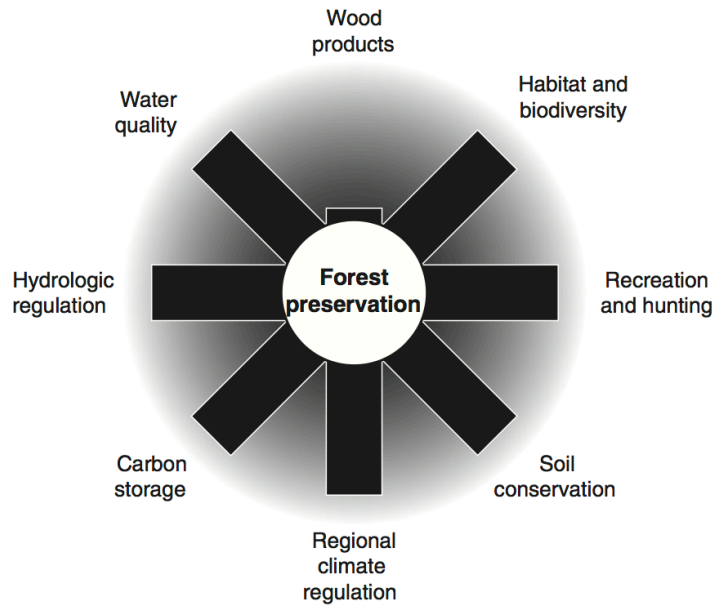 Wood
products
Habitat and
biodiversity
Water
quality
Hydrologic
regulation
Forest
preservation
Recreation
and hunting
Carbon
storage
Soil
conservation
Regional
climate
regulation